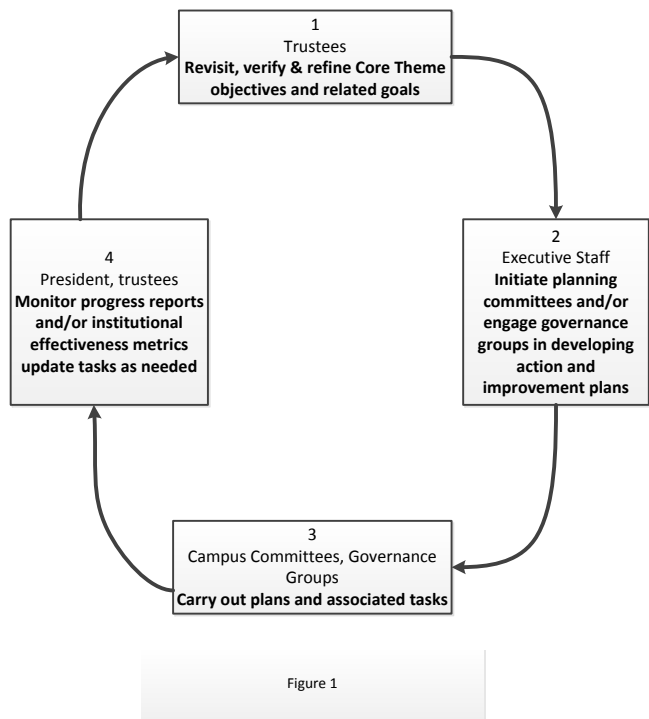 1
Trustees
Revisit, verify & refine Core Theme
objectives and related goals
2
Executive Staff
Initiate planning
committees and/or
engage governance
groups in developing
action and
improvement plans
3
Campus Committees, Governance
Groups
Carry out plans and associated tasks
4
President, trustees
Monitor progress reports
and/or institutional
effectiveness metrics
update tasks as needed
Figure 1